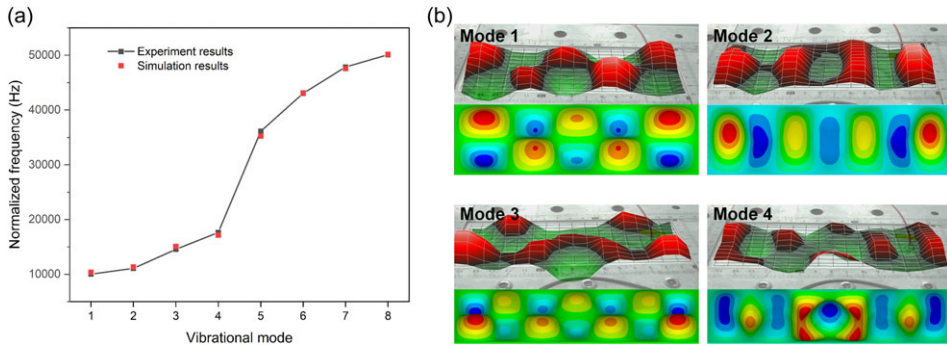 (a)
50000
40000
30000
20000
10000
Normalized frequency (Hz)
Experiment results
Simulation results
1 2 3 4 5 6 7 8
Vibrational mode
(b)
Mode 1
Mode 2
Mode 3
Mode 4